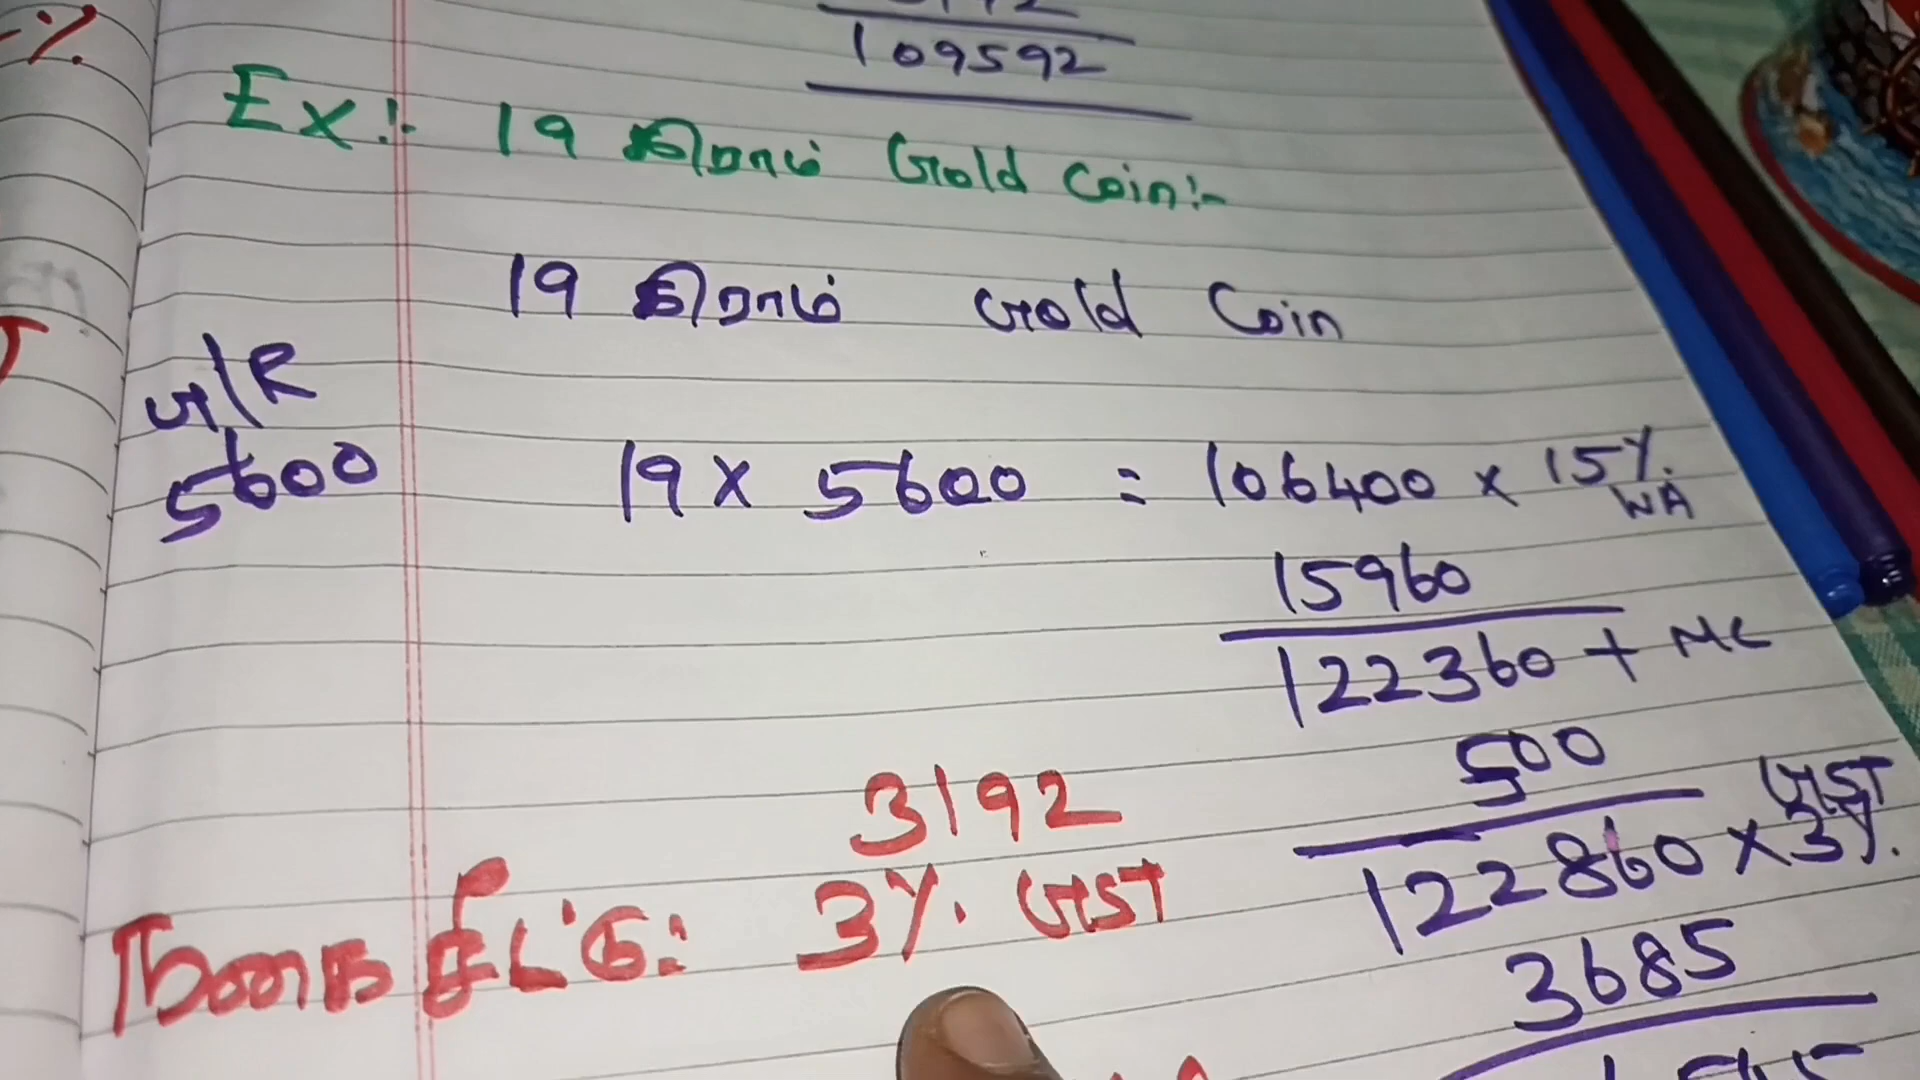 109592
Ex:- 19 கிராம் Gold Coin:-
19 கிராம் Gold Coin
G/R
5600
19 x 5600 = 106400 x 15%
WA
15960
122360 + MC
500
122860 x 3% GST
3685
3192
நகை சீட்டு: 3% GST